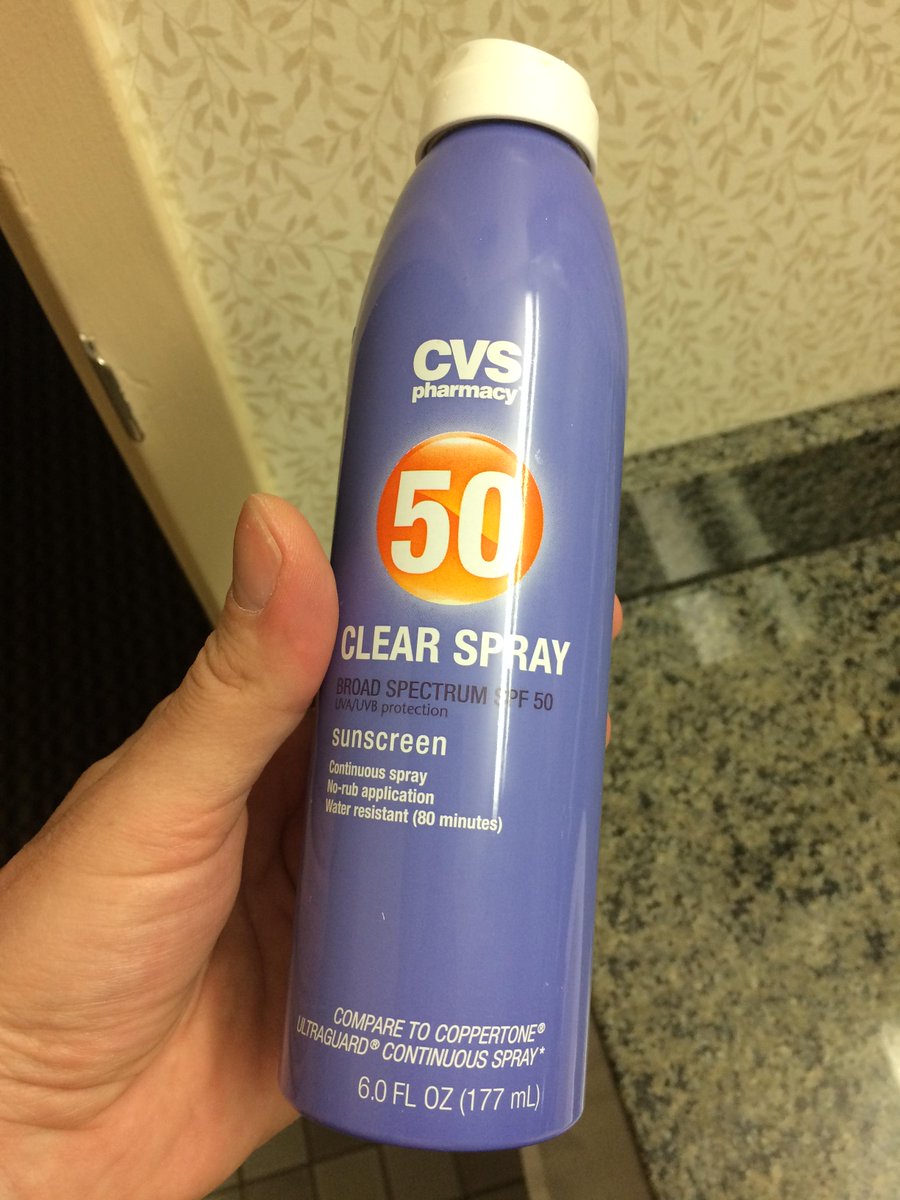 CVS
pharmacy
50
CLEAR SPRAY
BROAD SPECTRUM SPF 50
UVA/UVB protection
sunscreen
Continuous spray
No-rub application
Water resistant (80 minutes)
COMPARE TO COPPERTONE®
ULTRAGUARD® CONTINUOUS SPRAY*
6.0 FL OZ (177 mL)